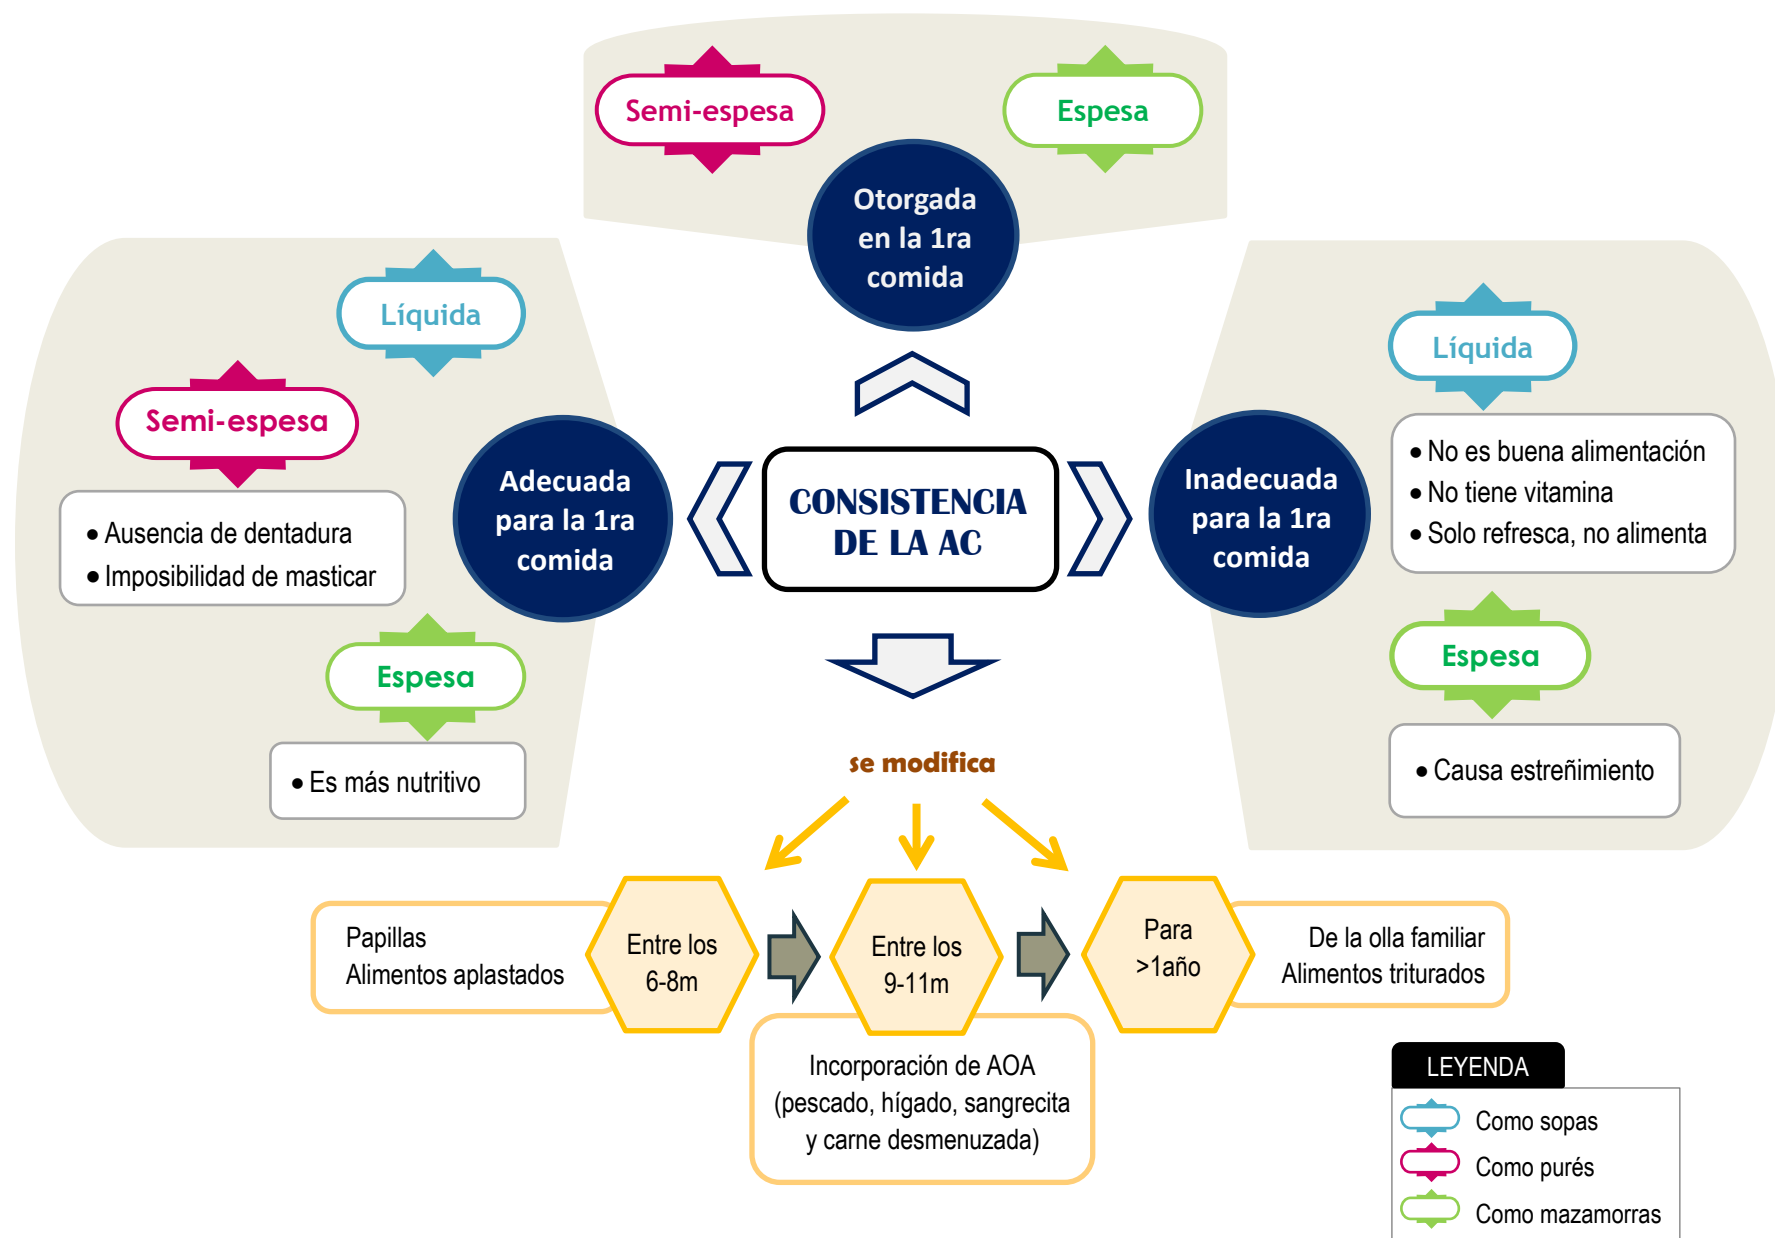 Semi-espesa
Espesa
Otorgada
en la 1ra
comida
Líquida
Semi-espesa
• Ausencia de dentadura
• Imposibilidad de masticar
Espesa
• Es más nutritivo
Adecuada
para la 1ra
comida
CONSISTENCIA
DE LA AC
Inadecuada
para la 1ra
comida
Líquida
• No es buena alimentación
• No tiene vitamina
• Solo refresca, no alimenta
Espesa
• Causa estreñimiento
se modifica
Papillas
Alimentos aplastados
Entre los
6-8m
Entre los
9-11m
Incorporación de AOA
(pescado, hígado, sangrecita
y carne desmenuzada)
Para
>1año
De la olla familiar
Alimentos triturados
LEYENDA
Como sopas
Como purés
Como mazamorras